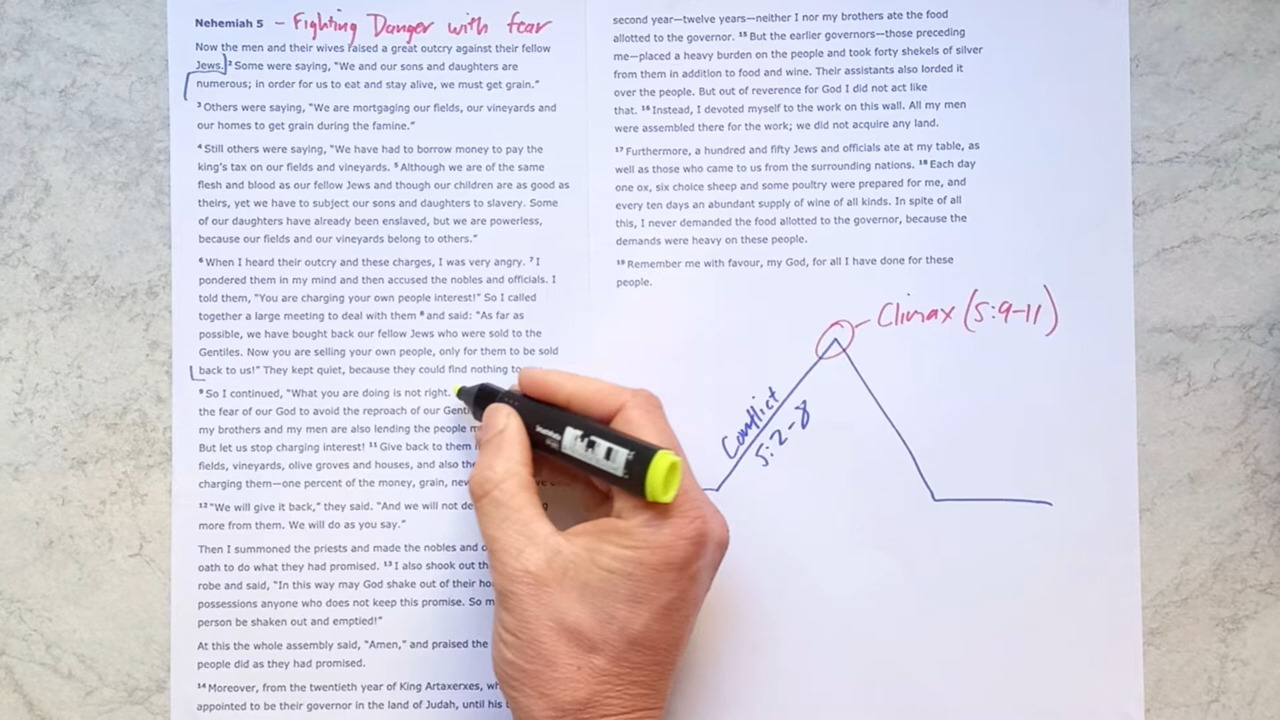 Nehemiah 5 - Fighting Danger with fear
Now the men and their wives raised a great outcry against their fellow
Jews. ² Some were saying, “We and our sons and daughters are
numerous; in order for us to eat and stay alive, we must get grain.”
³ Others were saying, “We are mortgaging our fields, our vineyards and
our homes to get grain during the famine.”
⁴ Still others were saying, “We have had to borrow money to pay the
king’s tax on our fields and vineyards. ⁵ Although we are of the same
flesh and blood as our fellow Jews and though our children are as good as
theirs, yet we have to subject our sons and daughters to slavery. Some
of our daughters have already been enslaved, but we are powerless,
because our fields and our vineyards belong to others.”
⁶ When I heard their outcry and these charges, I was very angry. ⁷ I
pondered them in my mind and then accused the nobles and officials. I
told them, “You are charging your own people interest!” So I called
together a large meeting to deal with them ⁸ and said: “As far as
possible, we have bought back our fellow Jews who were sold to the
Gentiles. Now you are selling your own people, only for them to be sold
back to us!” They kept quiet, because they could find nothing to
⁹ So I continued, “What you are doing is not right.
the fear of our God to avoid the reproach of our Gent
my brothers and my men are also lending the people
But let us stop charging interest! ¹¹ Give back to them
fields, vineyards, olive groves and houses, and also the
charging them—one percent of the money, grain, new
¹² “We will give it back,” they said. “And we will not de
more from them. We will do as you say.”
Then I summoned the priests and made the nobles and o
oath to do what they had promised. ¹³ I also shook out th
robe and said, “In this way may God shake out of their ho
possessions anyone who does not keep this promise. So m
person be shaken out and emptied!”
At this the whole assembly said, “Amen,” and praised the
people did as they had promised.
¹⁴ Moreover, from the twentieth year of King Artaxerxes, wh
appointed to be their governor in the land of Judah, until his
second year—twelve years—neither I nor my brothers ate the food
allotted to the governor. ¹⁵ But the earlier governors—those preceding
me—placed a heavy burden on the people and took forty shekels of silver
from them in addition to food and wine. Their assistants also lorded it
over the people. But out of reverence for God I did not act like
that. ¹⁶ Instead, I devoted myself to the work on this wall. All my men
were assembled there for the work; we did not acquire any land.
¹⁷ Furthermore, a hundred and fifty Jews and officials ate at my table, as
well as those who came to us from the surrounding nations. ¹⁸ Each day
one ox, six choice sheep and some poultry were prepared for me, and
every ten days an abundant supply of wine of all kinds. In spite of all
this, I never demanded the food allotted to the governor, because the
demands were heavy on these people.
¹⁹ Remember me with favour, my God, for all I have done for these
people.
Climax (5:9-11)
Conflict
5:2-8